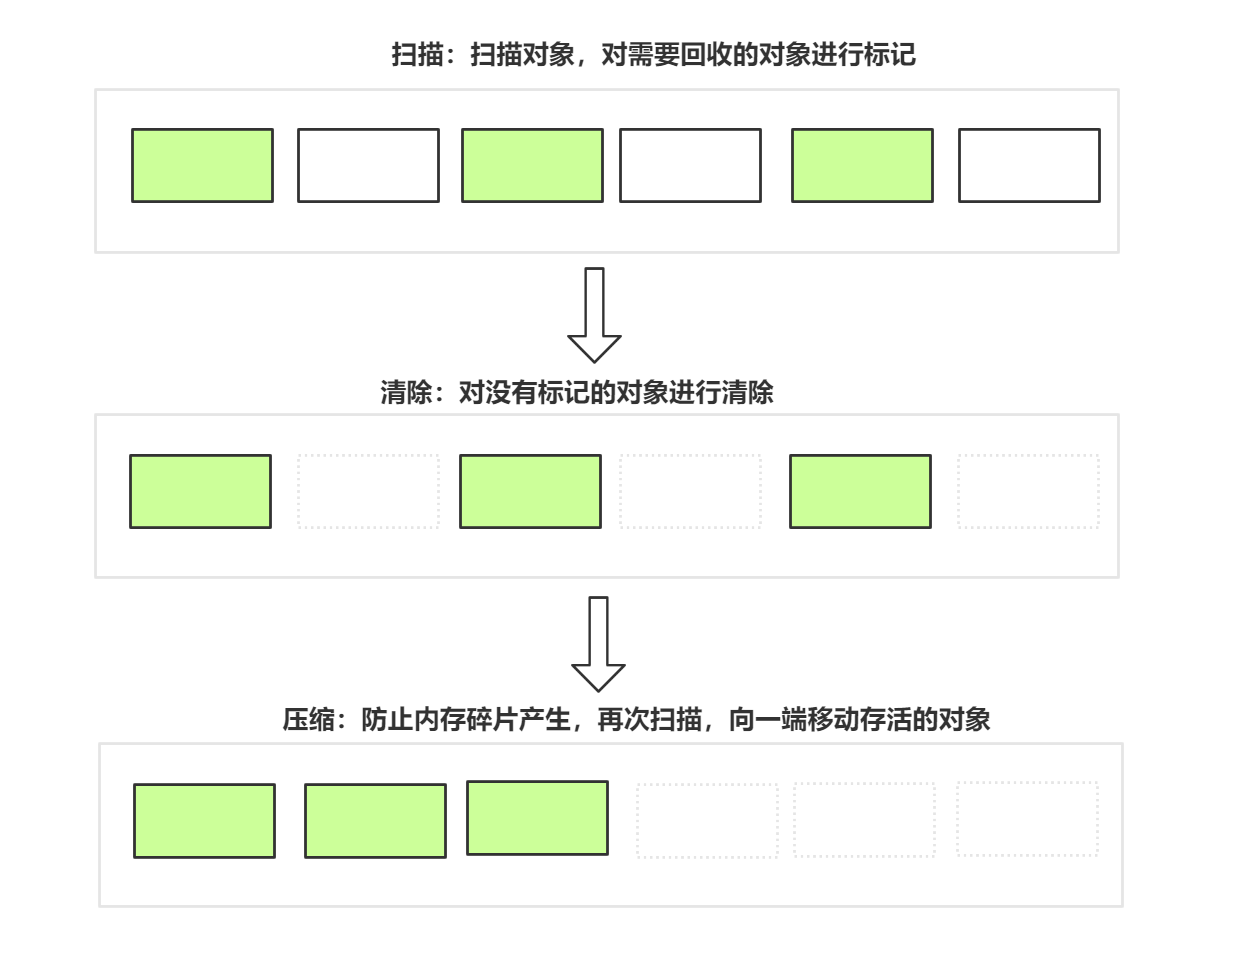 扫描：扫描对象，对需要回收的对象进行标记
清除：对没有标记的对象进行清除
压缩：防止内存碎片产生，再次扫描，向一端移动存活的对象